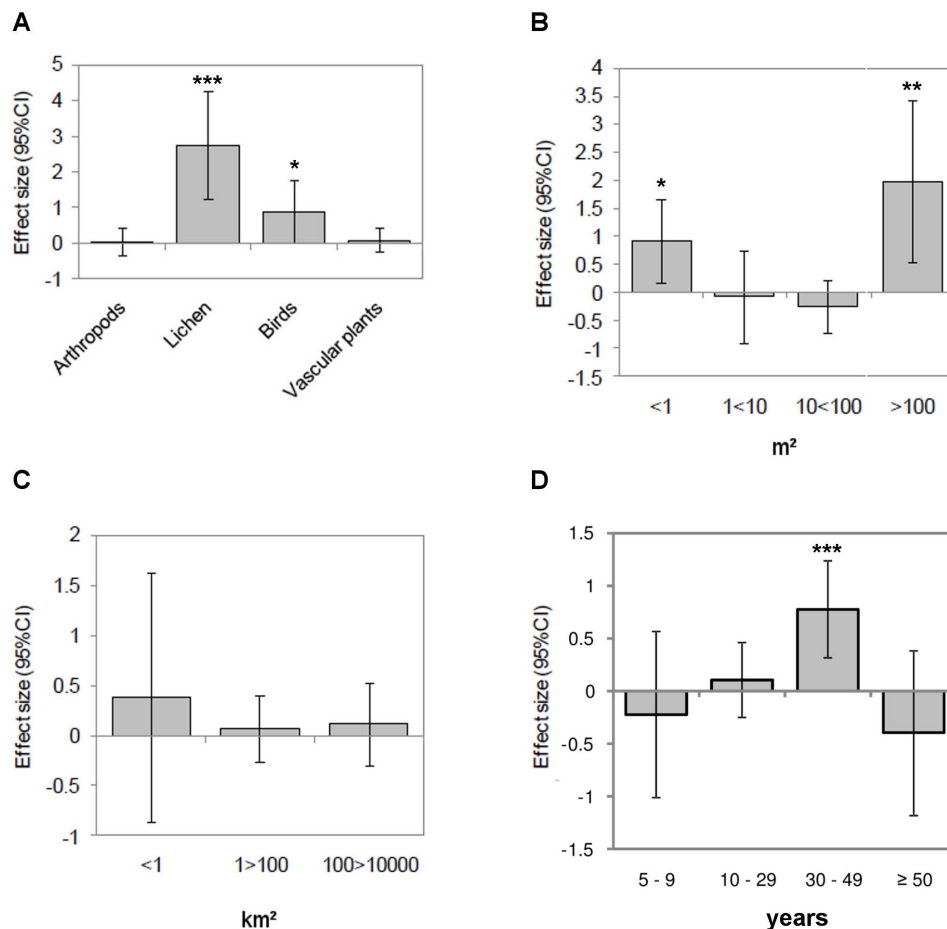 A
Effect size (95%CI)
5
4
3
2
1
0
-1
***
*
Arthropods
Lichen
Birds
Vascular plants
B
Effect size (95%CI)
4
3.5
3
2.5
2
1.5
1
0.5
0
-0.5
-1
-1.5
*
**
<1 1<10 10<100 >100
m²
C
Effect size (95%CI)
2
1.5
1
0.5
0
-0.5
-1
<1 1>100 100>10000
km²
D
Effect size (95%CI)
1.5
1
0.5
0
-0.5
-1
-1.5
***
5 - 9 10 - 29 30 - 49 ≥ 50
years